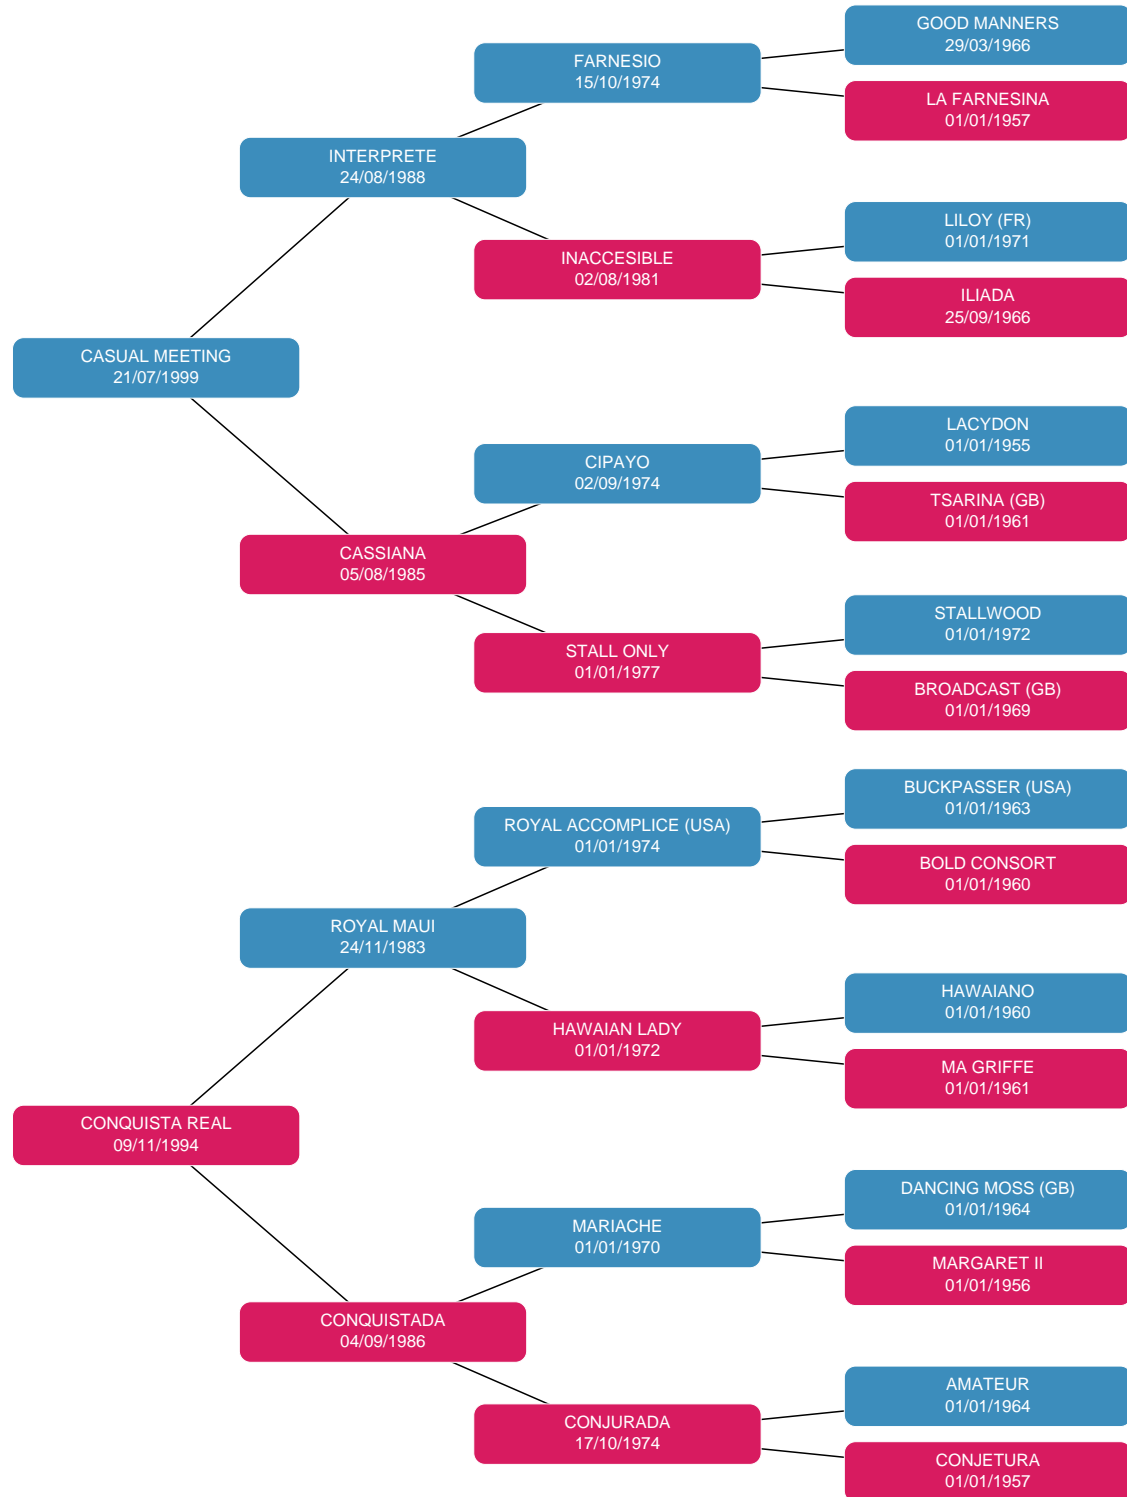 GOOD MANNERS
29/03/1966
FARNESIO
15/10/1974
LA FARNESINA
01/01/1957
INTERPRETE
24/08/1988
LILOY (FR)
01/01/1971
INACCESIBLE
02/08/1981
ILIADA
25/09/1966
CASUAL MEETING
21/07/1999
LACYDON
01/01/1955
CIPAYO
02/09/1974
TSARINA (GB)
01/01/1961
CASSIANA
05/08/1985
STALLWOOD
01/01/1972
STALL ONLY
01/01/1977
BROADCAST (GB)
01/01/1969
BUCKPASSER (USA)
01/01/1963
ROYAL ACCOMPLICE (USA)
01/01/1974
BOLD CONSORT
01/01/1960
ROYAL MAUI
24/11/1983
HAWAIANO
01/01/1960
HAWAIAN LADY
01/01/1972
MA GRIFFE
01/01/1961
CONQUISTA REAL
09/11/1994
DANCING MOSS (GB)
01/01/1964
MARIACHE
01/01/1970
MARGARET II
01/01/1956
CONQUISTADA
04/09/1986
AMATEUR
01/01/1964
CONJURADA
17/10/1974
CONJETURA
01/01/1957